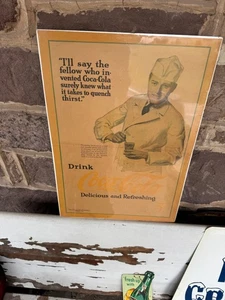 "I'll say the
fellow who in-
vented Coca-Cola
surely knew what
it takes to quench
thirst."
Drink
Delicious and Refreshing